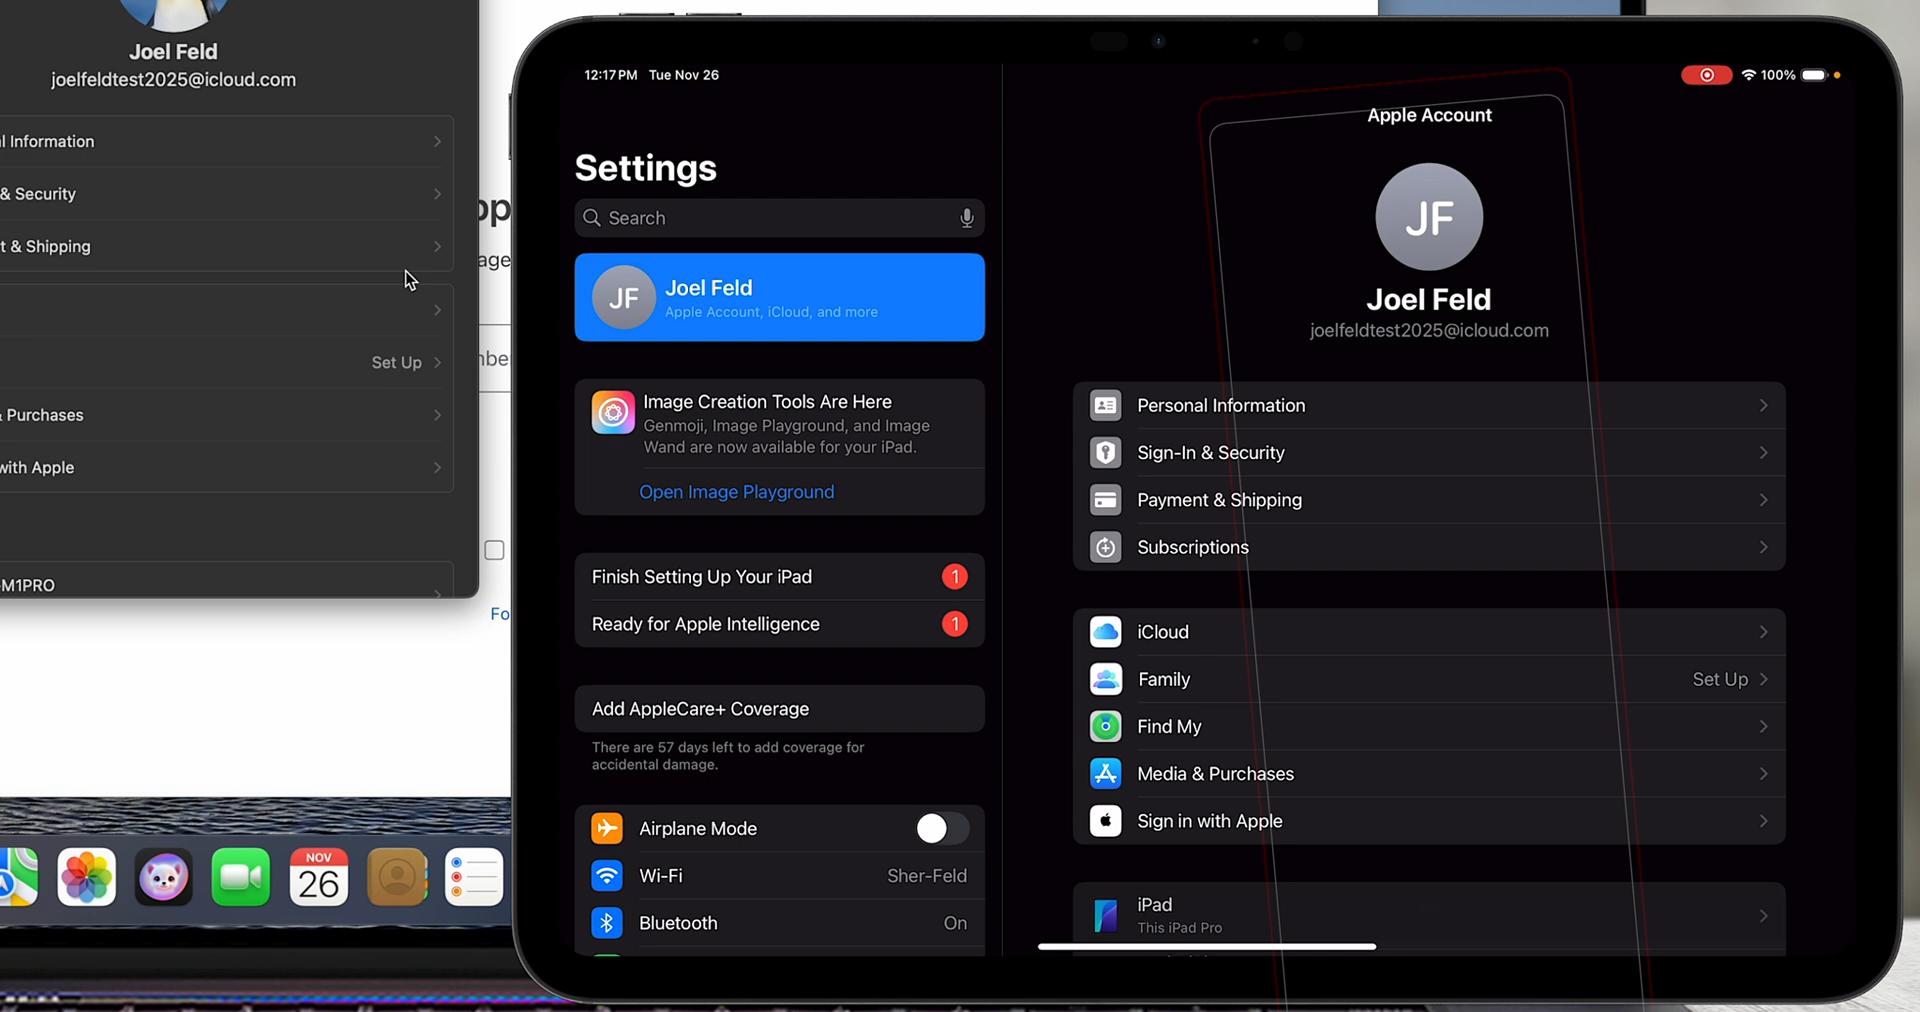 Joel Feld
joelfeldtest2025@icloud.com
l Information
& Security
t & Shipping
Set Up
Purchases
with Apple
M1PRO
age
Fo
NOV
26
12:17 PM Tue Nov 26
100%
Settings
Search
JF
Joel Feld
Apple Account, iCloud, and more
Image Creation Tools Are Here
Genmoji, Image Playground, and Image
Wand are now available for your iPad.
Open Image Playground
Finish Setting Up Your iPad
1
Ready for Apple Intelligence
1
Add AppleCare+ Coverage
There are 57 days left to add coverage for
accidental damage.
Airplane Mode
Wi-Fi
Sher-Feld
Bluetooth
On
Apple Account
JF
Joel Feld
joelfeldtest2025@icloud.com
Personal Information
Sign-In & Security
Payment & Shipping
Subscriptions
iCloud
Family
Set Up
Find My
Media & Purchases
Sign in with Apple
iPad
This iPad Pro